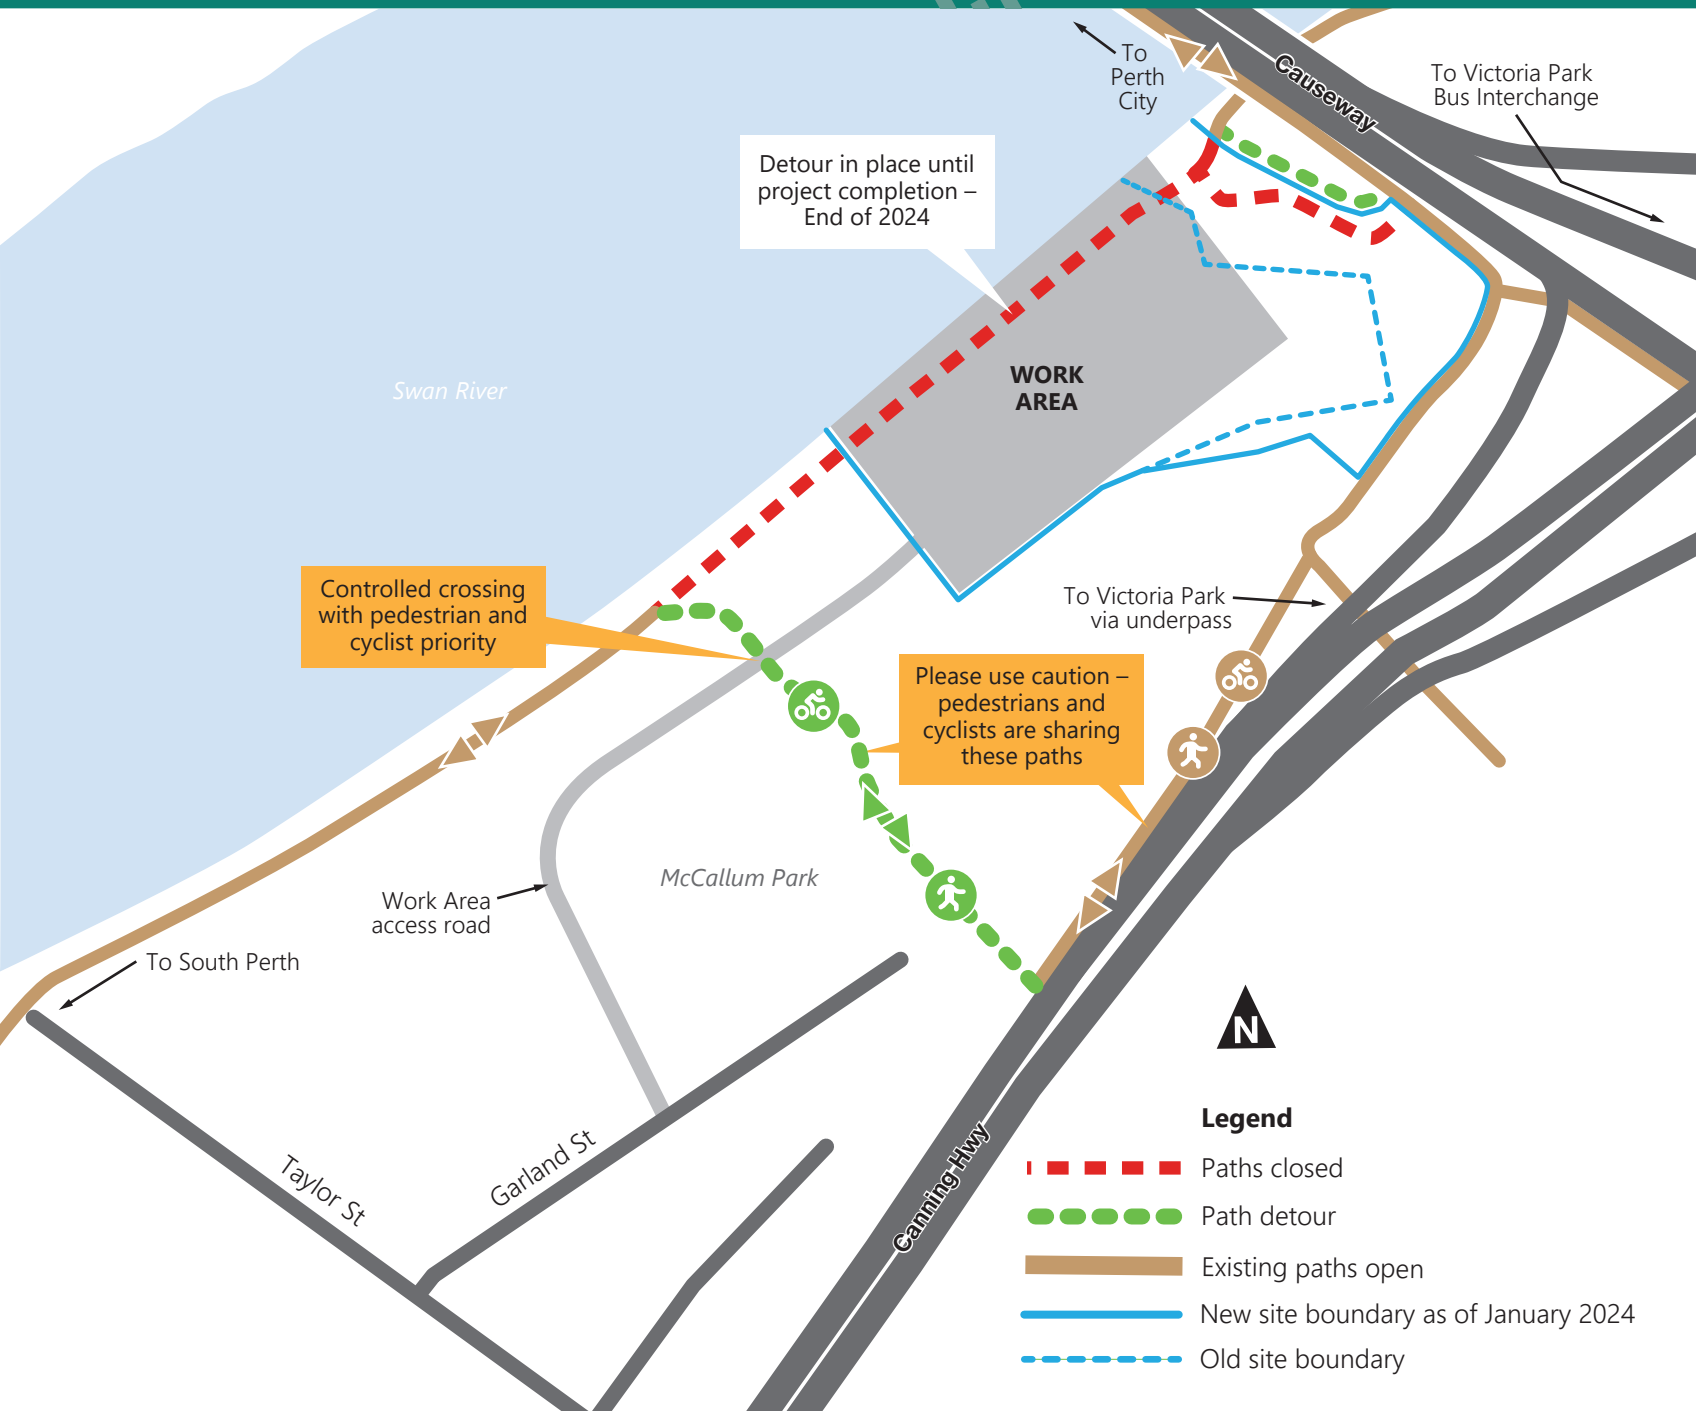 To
Perth
City
Causeway
To Victoria Park
Bus Interchange
Detour in place until
project completion –
End of 2024
Swan River
WORK
AREA
Controlled crossing
with pedestrian and
cyclist priority
To Victoria Park
via underpass
Please use caution –
pedestrians and
cyclists are sharing
these paths
McCallum Park
Work Area
access road
To South Perth
N
Taylor St
Garland St
Canning Hwy
Legend
Paths closed
Path detour
Existing paths open
New site boundary as of January 2024
Old site boundary